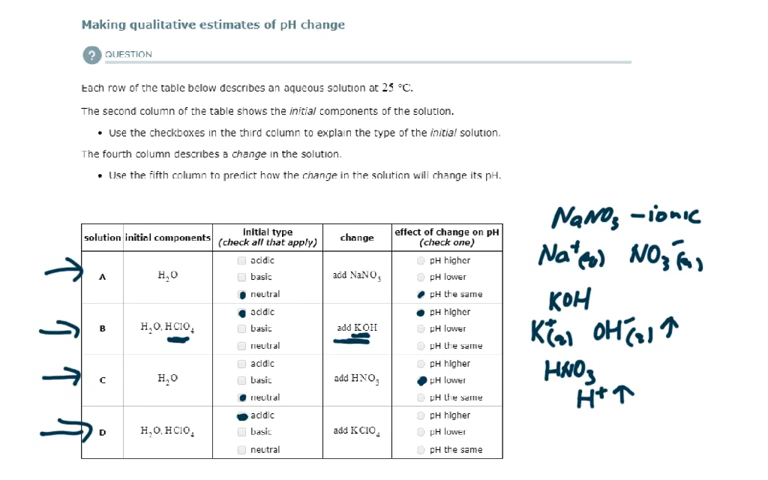 Making qualitative estimates of pH change
? QUESTION
Each row of the table below describes an aqueous solution at 25 °C.
The second column of the table shows the initial components of the solution.
• Use the checkboxes in the third column to explain the type of the initial solution.
The fourth column describes a change in the solution.
• Use the fifth column to predict how the change in the solution will change its pH.
solution initial components initial type (check all that apply) change effect of change on pH (check one)
A H₂O acidic basic neutral add NaNO₃ pH higher pH lower pH the same
B H₂O, HClO₄ acidic basic neutral add KOH pH higher pH lower pH the same
C H₂O acidic basic neutral add HNO₃ pH higher pH lower pH the same
D H₂O, HClO₄ acidic basic neutral add KClO₄ pH higher pH lower pH the same
NaNO₃ - ionic
Na⁺(a) NO₃⁻(a)
KOH
K⁺(a) OH⁻(a) ↑
HNO₃
H⁺ ↑